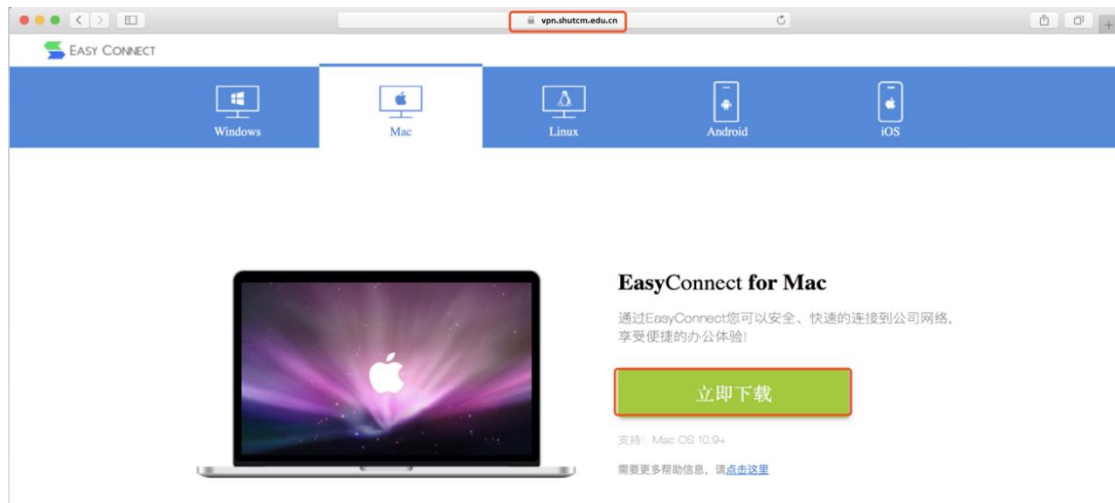 vpn.shutcm.edu.cn
EASY CONNECT
Windows
Mac
Linux
Android
iOS
EasyConnect for Mac
通过EasyConnect您可以安全、快速的连接到公司网络，
享受便捷的办公体验!
立即下载
支持：Mac OS 10.9+
需要更多帮助信息，请点击这里